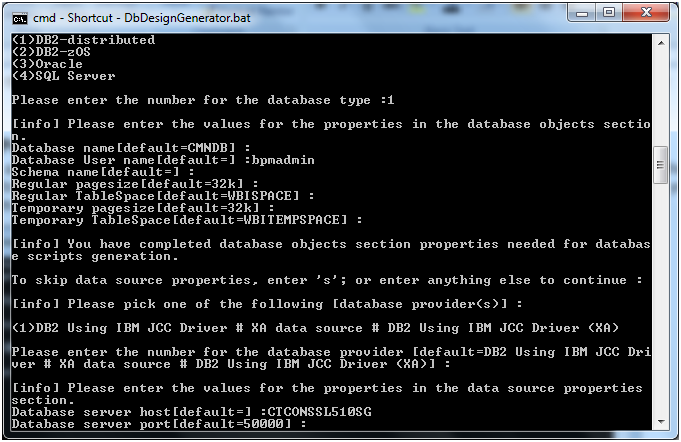 cmd - Shortcut - DbDesignGenerator.bat
(1)DB2-distributed
(2)DB2-zOS
(3)Oracle
(4)SQL Server
Please enter the number for the database type :1
[info] Please enter the values for the properties in the database objects sectio
n.
Database name[default=CMNDB] :
Database User name[default=] :bpmadmin
Schema name[default=] :
Regular pagesize[default=32k] :
Regular TableSpace[default=WBISPACE] :
Temporary pagesize[default=32k] :
Temporary TableSpace[default=WBITEMPSPACE] :
[info] You have completed database objects section properties needed for databas
e scripts generation.
To skip data source properties, enter 's'; or enter anything else to continue :
[info] Please pick one of the following [database provider(s)] :
(1)DB2 Using IBM JCC Driver # XA data source # DB2 Using IBM JCC Driver (XA)
Please enter the number for the database provider [default=DB2 Using IBM JCC Dri
ver # XA data source # DB2 Using IBM JCC Driver (XA)] :
[info] Please enter the values for the properties in the data source properties
section.
Database server host[default=] :CTCONSSL510SG
Database server port[default=50000] :